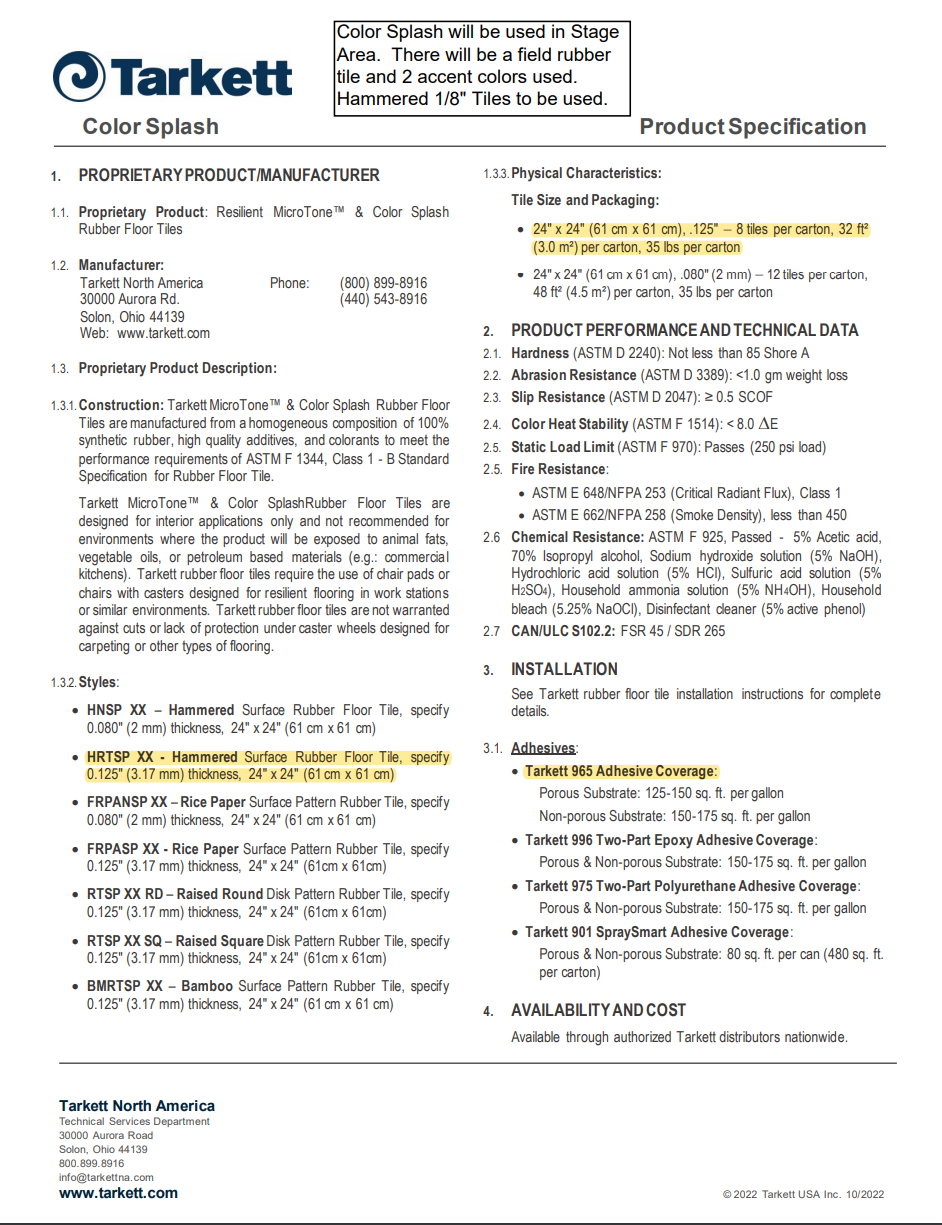 Color Splash will be used in Stage
Area. There will be a field rubber
tile and 2 accent colors used.
Hammered 1/8" Tiles to be used.
Tarkett
Color Splash
Product Specification
1. PROPRIETARY PRODUCT/MANUFACTURER
1.1. Proprietary Product: Resilient MicroTone™ & Color Splash
Rubber Floor Tiles
1.2. Manufacturer:
Tarkett North America Phone: (800) 899-8916
30000 Aurora Rd. (440) 543-8916
Solon, Ohio 44139
Web: www.tarkett.com
1.3. Proprietary Product Description:
1.3.1. Construction: Tarkett MicroTone™ & Color Splash Rubber Floor
Tiles are manufactured from a homogeneous composition of 100%
synthetic rubber, high quality additives, and colorants to meet the
performance requirements of ASTM F 1344, Class 1 - B Standard
Specification for Rubber Floor Tile.
Tarkett MicroTone™ & Color SplashRubber Floor Tiles are
designed for interior applications only and not recommended for
environments where the product will be exposed to animal fats,
vegetable oils, or petroleum based materials (e.g.: commercial
kitchens). Tarkett rubber floor tiles require the use of chair pads or
chairs with casters designed for resilient flooring in work stations
or similar environments. Tarkett rubber floor tiles are not warranted
against cuts or lack of protection under caster wheels designed for
carpeting or other types of flooring.
1.3.2. Styles:
• HNSP XX – Hammered Surface Rubber Floor Tile, specify
0.080" (2 mm) thickness, 24" x 24" (61 cm x 61 cm)
• HRTSP XX - Hammered Surface Rubber Floor Tile, specify
0.125" (3.17 mm) thickness, 24" x 24" (61 cm x 61 cm)
• FRPANSP XX – Rice Paper Surface Pattern Rubber Tile, specify
0.080" (2 mm) thickness, 24" x 24" (61 cm x 61 cm)
• FRPASP XX - Rice Paper Surface Pattern Rubber Tile, specify
0.125" (3.17 mm) thickness, 24" x 24" (61cm x 61cm)
• RTSP XX RD – Raised Round Disk Pattern Rubber Tile, specify
0.125" (3.17 mm) thickness, 24" x 24" (61cm x 61cm)
• RTSP XX SQ – Raised Square Disk Pattern Rubber Tile, specify
0.125" (3.17 mm) thickness, 24" x 24" (61cm x 61cm)
• BMRTSP XX – Bamboo Surface Pattern Rubber Tile, specify
0.125" (3.17 mm) thickness, 24" x 24" (61 cm x 61 cm)
1.3.3. Physical Characteristics:
Tile Size and Packaging:
• 24" x 24" (61 cm x 61 cm), .125" – 8 tiles per carton, 32 ft²
(3.0 m²) per carton, 35 lbs per carton
• 24" x 24" (61 cm x 61 cm), .080" (2 mm) – 12 tiles per carton,
48 ft² (4.5 m²) per carton, 35 lbs per carton
2. PRODUCT PERFORMANCE AND TECHNICAL DATA
2.1. Hardness (ASTM D 2240): Not less than 85 Shore A
2.2. Abrasion Resistance (ASTM D 3389): <1.0 gm weight loss
2.3. Slip Resistance (ASTM D 2047): ≥ 0.5 SCOF
2.4. Color Heat Stability (ASTM F 1514): < 8.0 ΔE
2.5. Static Load Limit (ASTM F 970): Passes (250 psi load)
2.5. Fire Resistance:
• ASTM E 648/NFPA 253 (Critical Radiant Flux), Class 1
• ASTM E 662/NFPA 258 (Smoke Density), less than 450
2.6 Chemical Resistance: ASTM F 925, Passed - 5% Acetic acid,
70% Isopropyl alcohol, Sodium hydroxide solution (5% NaOH),
Hydrochloric acid solution (5% HCl), Sulfuric acid solution (5%
H2SO4), Household ammonia solution (5% NH4OH), Household
bleach (5.25% NaOCl), Disinfectant cleaner (5% active phenol)
2.7 CAN/ULC S102.2: FSR 45 / SDR 265
3. INSTALLATION
See Tarkett rubber floor tile installation instructions for complete
details.
3.1. Adhesives:
• Tarkett 965 Adhesive Coverage:
Porous Substrate: 125-150 sq. ft. per gallon
Non-porous Substrate: 150-175 sq. ft. per gallon
• Tarkett 996 Two-Part Epoxy Adhesive Coverage:
Porous & Non-porous Substrate: 150-175 sq. ft. per gallon
• Tarkett 975 Two-Part Polyurethane Adhesive Coverage:
Porous & Non-porous Substrate: 150-175 sq. ft. per gallon
• Tarkett 901 SpraySmart Adhesive Coverage:
Porous & Non-porous Substrate: 80 sq. ft. per can (480 sq. ft.
per carton)
4. AVAILABILITY AND COST
Available through authorized Tarkett distributors nationwide.
Tarkett North America
Technical Services Department
30000 Aurora Road
Solon, Ohio 44139
800.899.8916
info@tarkettna.com
www.tarkett.com
© 2022 Tarkett USA Inc. 10/2022